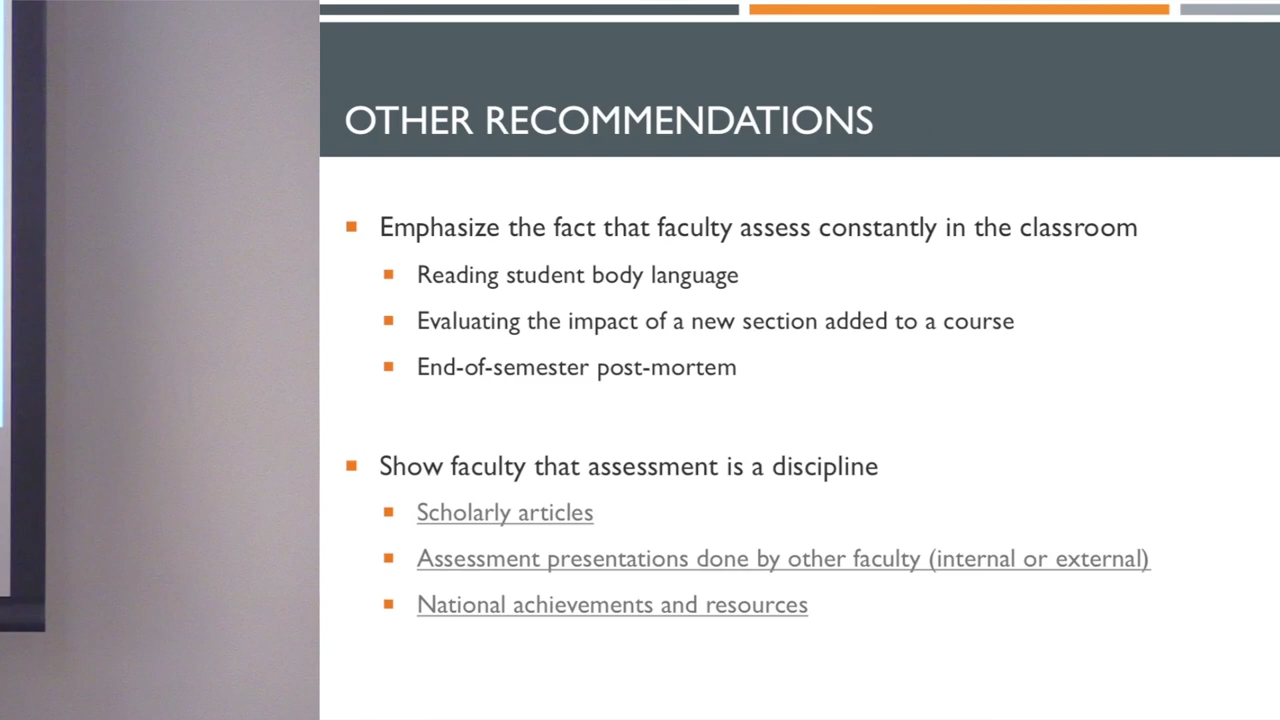 OTHER RECOMMENDATIONS
Emphasize the fact that faculty assess constantly in the classroom
Reading student body language
Evaluating the impact of a new section added to a course
End-of-semester post-mortem
Show faculty that assessment is a discipline
Scholarly articles
Assessment presentations done by other faculty (internal or external)
National achievements and resources